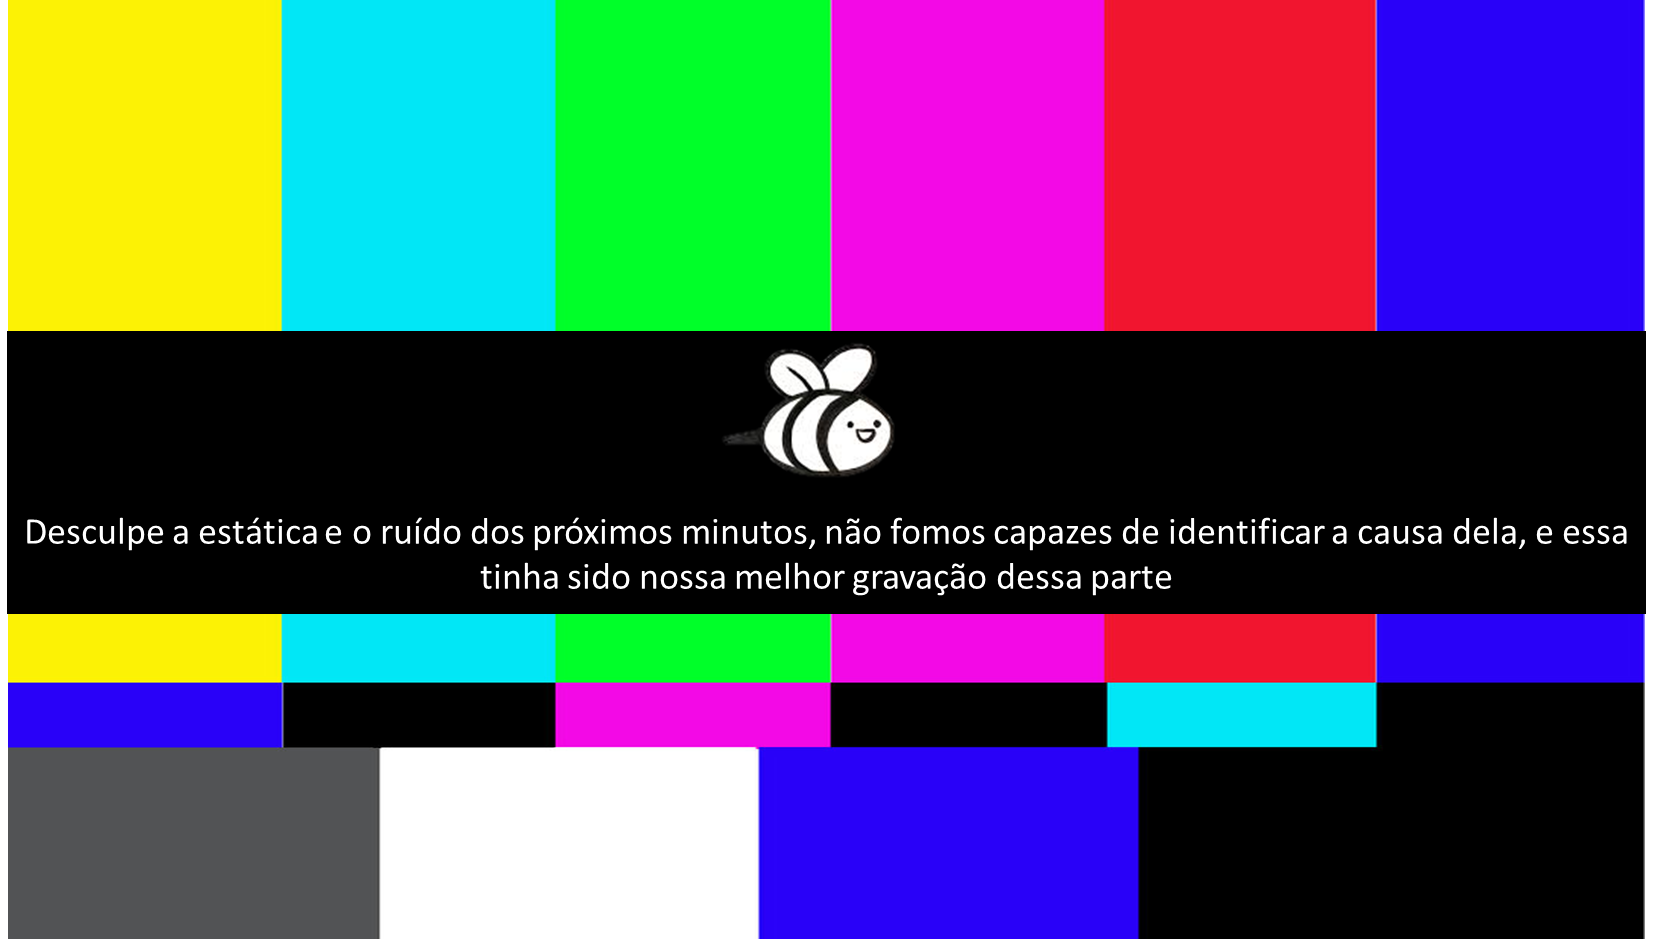 Desculpe a estática e o ruído dos próximos minutos, não fomos capazes de identificar a causa dela, e essa
tinha sido nossa melhor gravação dessa parte